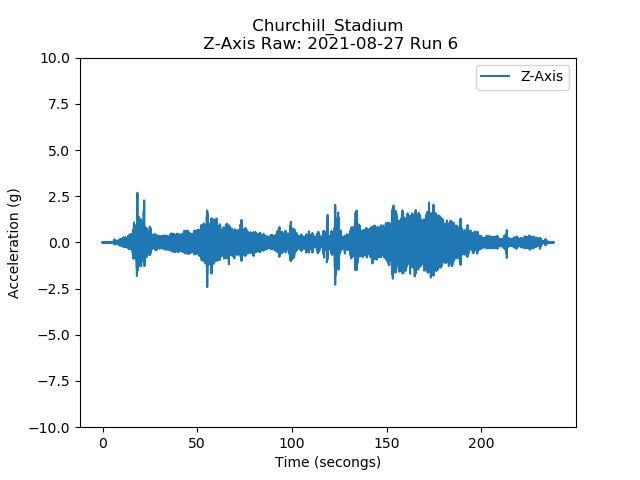 Churchill_Stadium
Z-Axis Raw: 2021-08-27 Run 6
Z-Axis
10.0
7.5
5.0
2.5
0.0
−2.5
−5.0
−7.5
−10.0
Acceleration (g)
0
50
100
150
200
Time (secongs)